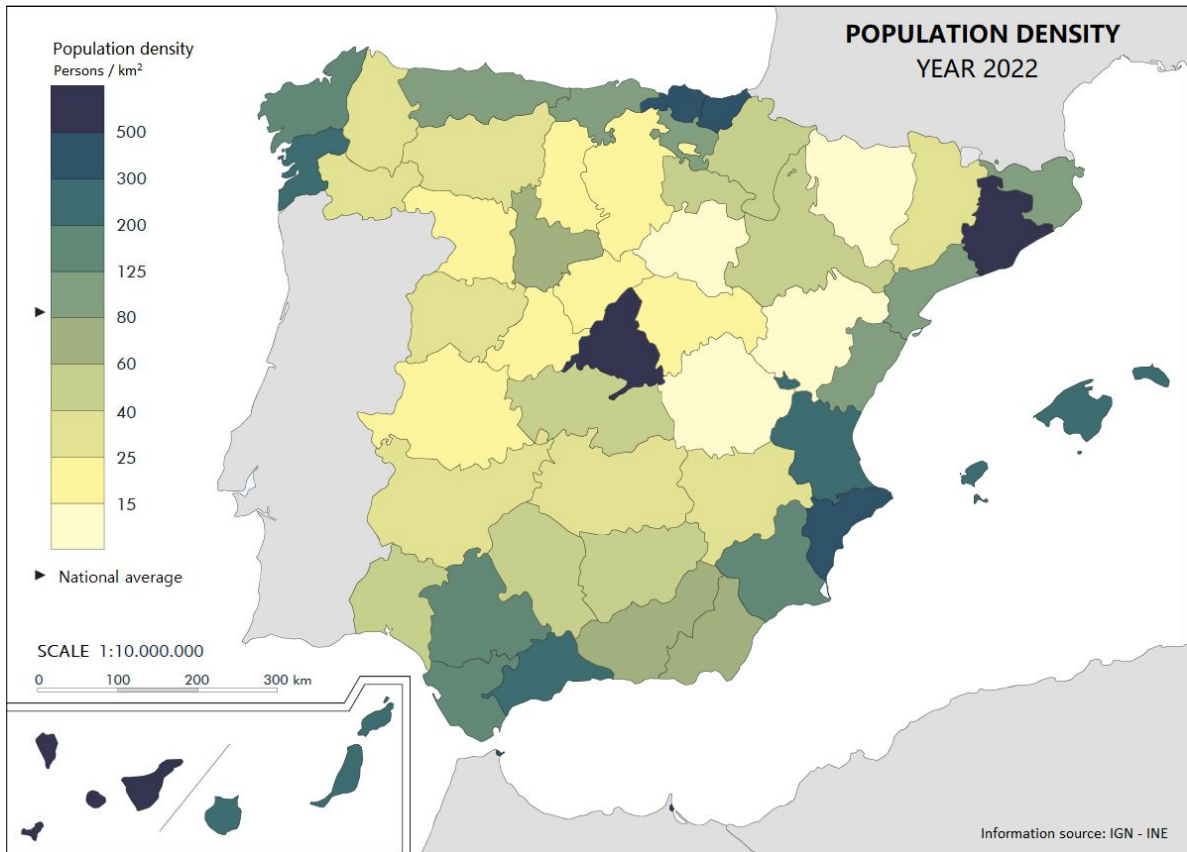 POPULATION DENSITY
YEAR 2022
Population density
Persons / km²
500
300
200
125
80
60
40
25
15
► National average
SCALE 1:10.000.000
0 100 200 300 km
Information source: IGN - INE